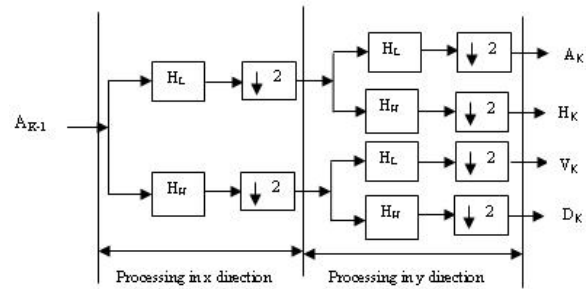 H_L ↓ 2 A_K
H_L ↓ 2
H_H ↓ 2 H_K
A_K-1
H_L ↓ 2 V_K
H_H ↓ 2
H_H ↓ 2 D_K
Processing in x direction Processing in y direction